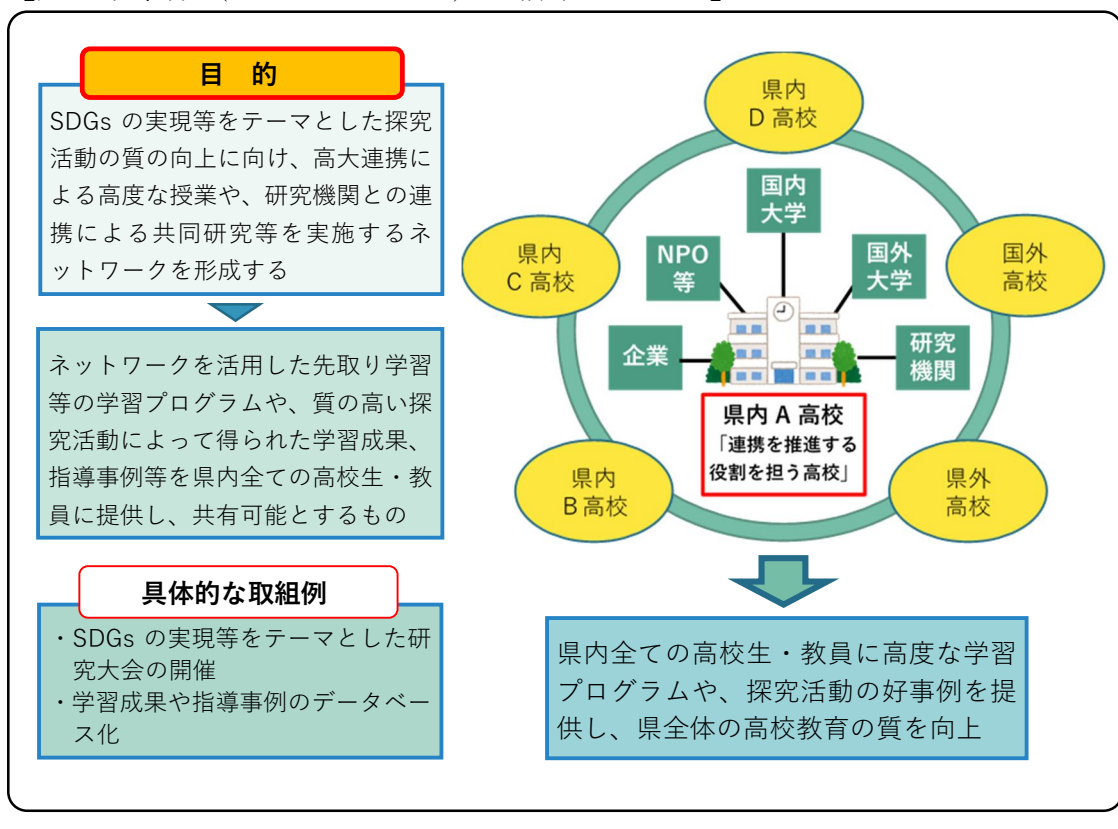 目 的
SDGs の実現等をテーマとした探究
活動の質の向上に向け、高大連携に
よる高度な授業や、研究機関との連
携による共同研究等を実施するネ
ットワークを形成する
ネットワークを活用した先取り学習
等の学習プログラムや、質の高い探
究活動によって得られた学習成果、
指導事例等を県内全ての高校生・教
員に提供し、共有可能とするもの
具体的な取組例
・SDGs の実現等をテーマとした研
究大会の開催
・学習成果や指導事例のデータベー
ス化
県内
D 高校
国内
大学
県内
C 高校
NPO
等
国外
大学
国外
高校
企業
研究
機関
県内 A 高校
「連携を推進する
役割を担う高校」
県内
B 高校
県外
高校
県内全ての高校生・教員に高度な学習
プログラムや、探究活動の好事例を提
供し、県全体の高校教育の質を向上